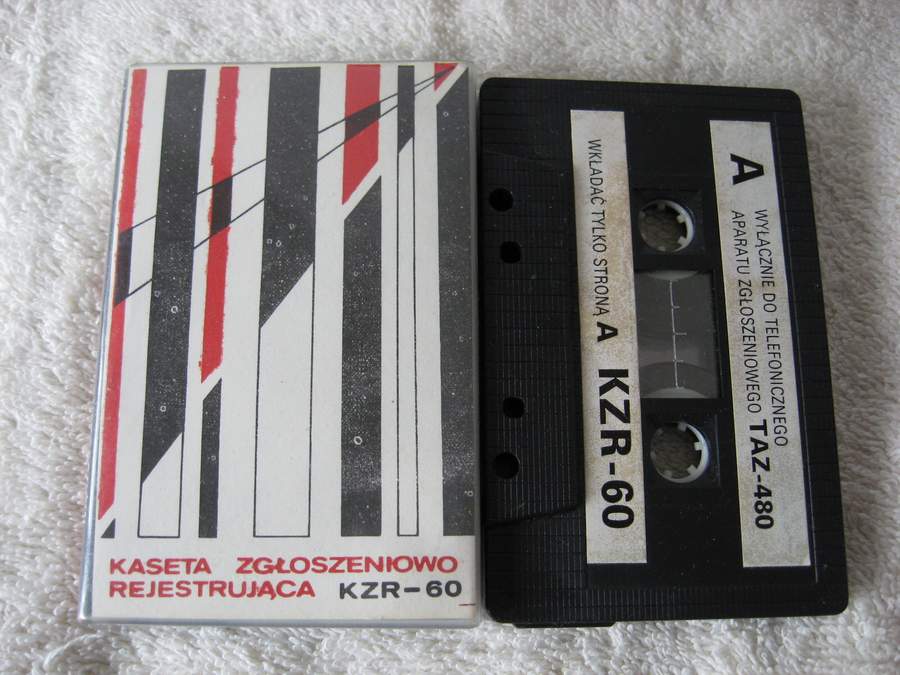 KASETA ZGŁOSZENIOWO
REJESTRUJĄCA KZR-60
A
WYŁĄCZNIE DO TELEFONICZNEGO
APARATU ZGŁOSZENIOWEGO TAZ-480
WKŁADAĆ TYLKO STRONĄ A KZR-60